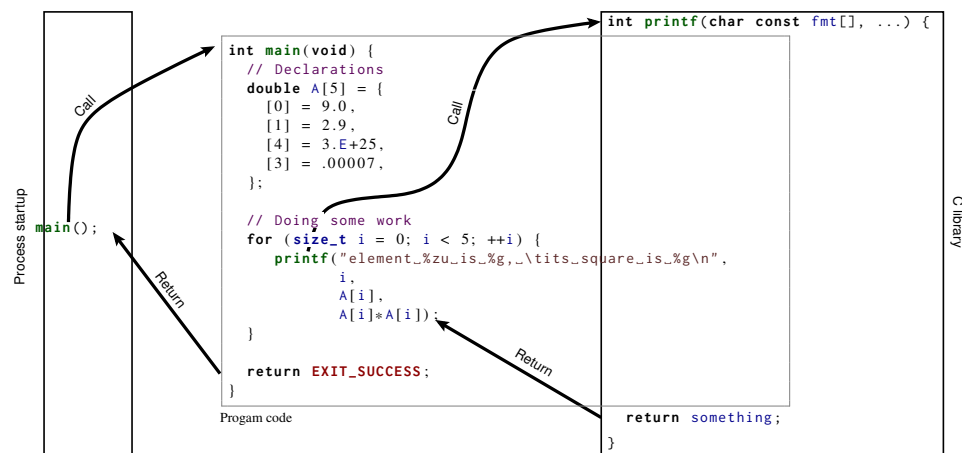 Process startup
main();
Call
Return
int main(void) {
// Declarations
double A[5] = {
[0] = 9.0,
[1] = 2.9,
[4] = 3.E+25,
[3] = .00007,
};
// Doing some work
for (size_t i = 0; i < 5; ++i) {
printf("element␣%zu␣is␣%g,␣\tits␣square␣is␣%g\n",
i,
A[i],
A[i]*A[i]);
}
return EXIT_SUCCESS;
}
Progam code
Call
Return
int printf(char const fmt[], ...) {
return something;
}
C library